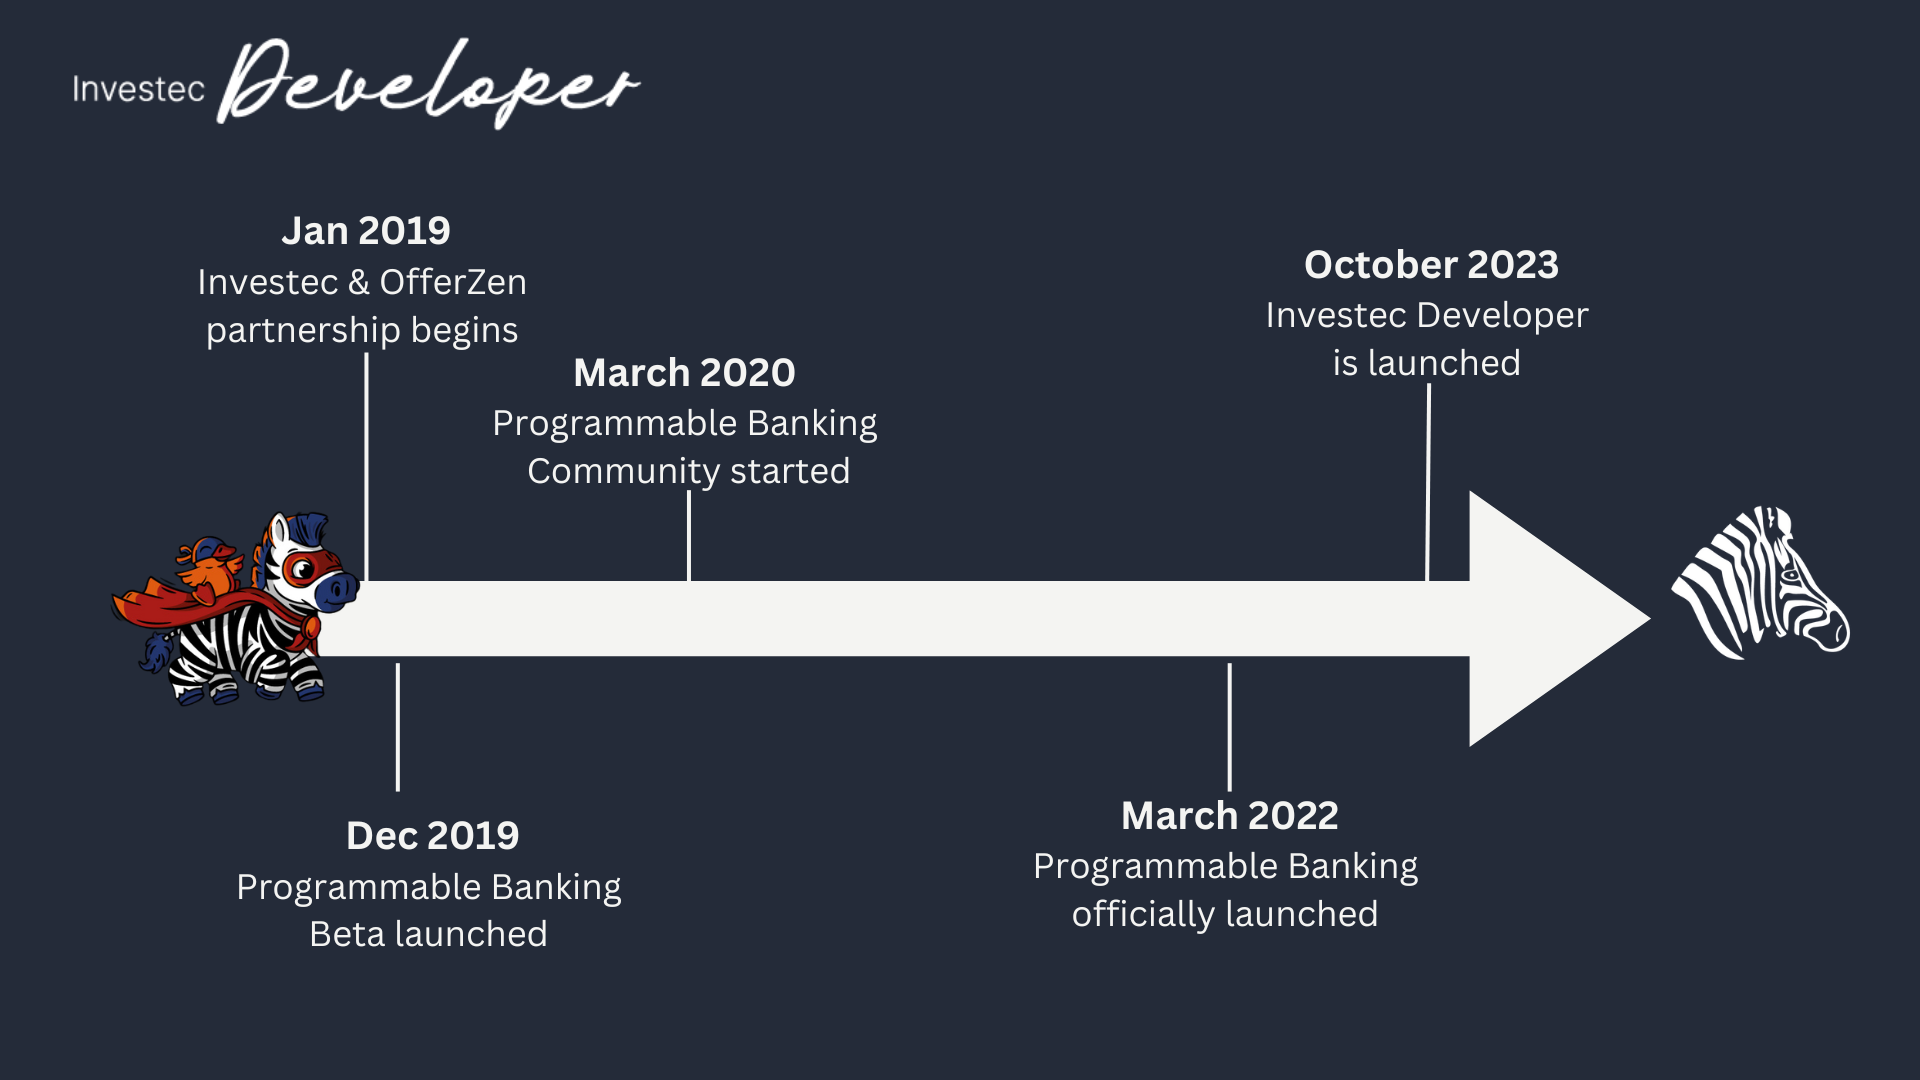 Investec Developer
Jan 2019
Investec & OfferZen
partnership begins
March 2020
Programmable Banking
Community started
October 2023
Investec Developer
is launched
Dec 2019
Programmable Banking
Beta launched
March 2022
Programmable Banking
officially launched